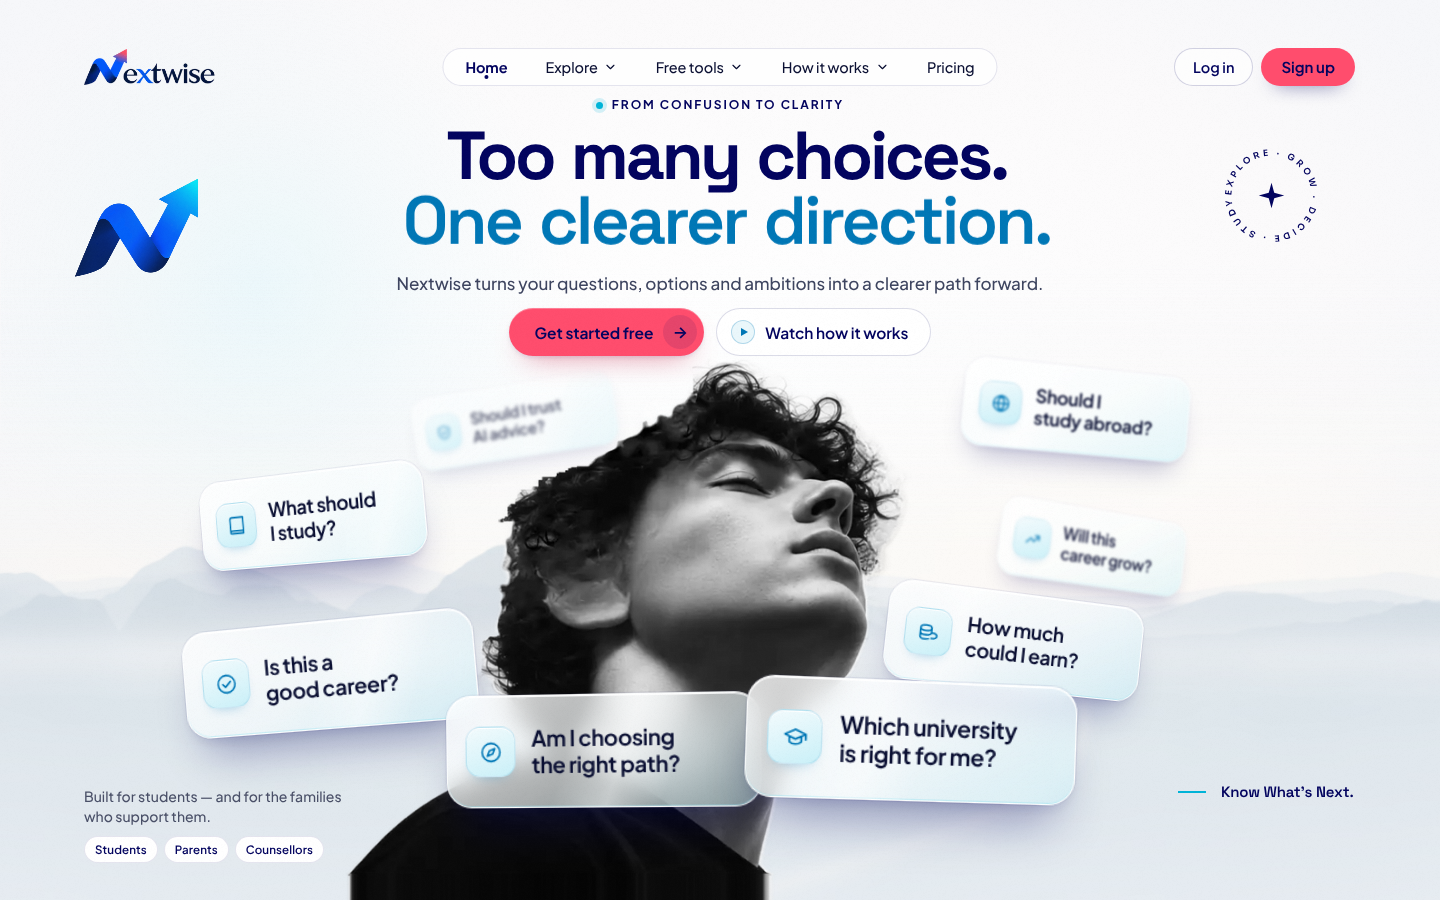 Nextwise
Home
Explore
Free tools
How it works
Pricing
Log in
Sign up
FROM CONFUSION TO CLARITY
Too many choices.
One clearer direction.
EXPLORE · GROW · DECIDE · STUDY
Nextwise turns your questions, options and ambitions into a clearer path forward.
Get started free
Watch how it works
Should I trust
AI advice?
Should I
study abroad?
What should
I study?
Will this
career grow?
Is this a
good career?
How much
could I earn?
Am I choosing
the right path?
Which university
is right for me?
Built for students — and for the families
who support them.
Students
Parents
Counsellors
Know What's Next.